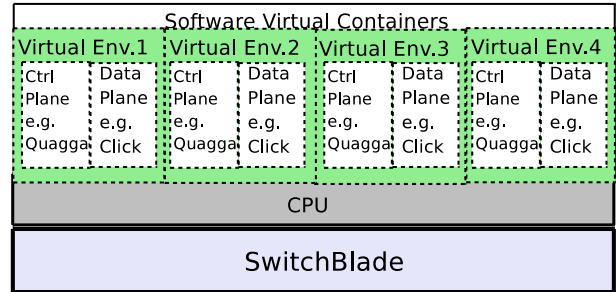 Software Virtual Containers
Virtual Env.1
Virtual Env.2
Virtual Env.3
Virtual Env.4
Ctrl
Plane
e.g.
Quagga
Data
Plane
e.g.
Click
Ctrl
Plane
e.g.
Quagga
Data
Plane
e.g.
Click
Ctrl
Plane
e.g.
Quagga
Data
Plane
e.g.
Click
Ctrl
Plane
e.g.
Quagga
Data
Plane
e.g.
Click
CPU
SwitchBlade